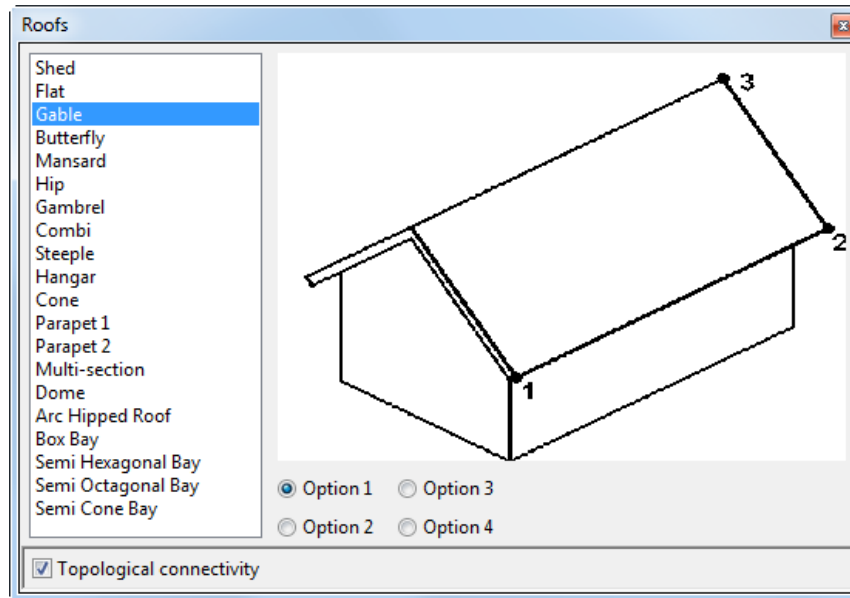 Roofs
Shed
Flat
Gable
Butterfly
Mansard
Hip
Gambrel
Combi
Steeple
Hangar
Cone
Parapet 1
Parapet 2
Multi-section
Dome
Arc Hipped Roof
Box Bay
Semi Hexagonal Bay
Semi Octagonal Bay
Semi Cone Bay
3
2
1
Option 1 Option 3
Option 2 Option 4
Topological connectivity